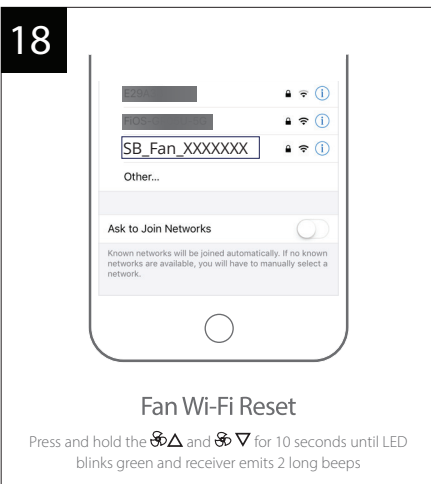 18
SB_Fan_XXXXXXX
Other...
Ask to Join Networks
Known networks will be joined automatically. If no known
networks are available, you will have to manually select a
network.
Fan Wi-Fi Reset
Press and hold the △ and ▽ for 10 seconds until LED
blinks green and receiver emits 2 long beeps